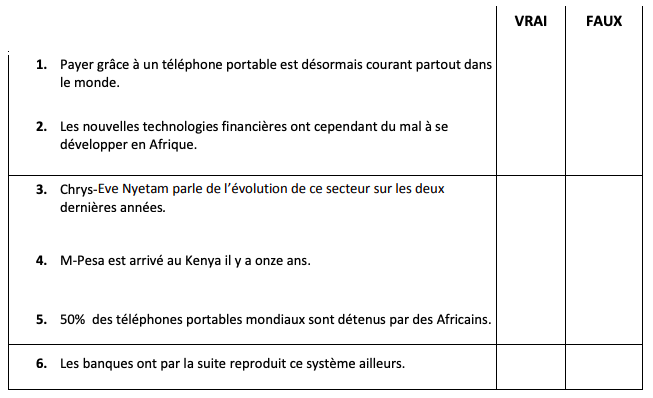 VRAI FAUX
1. Payer grâce à un téléphone portable est désormais courant partout dans
le monde.
2. Les nouvelles technologies financières ont cependant du mal à se
développer en Afrique.
3. Chrys-Eve Nyetam parle de l'évolution de ce secteur sur les deux
dernières années.
4. M-Pesa est arrivé au Kenya il y a onze ans.
5. 50% des téléphones portables mondiaux sont détenus par des Africains.
6. Les banques ont par la suite reproduit ce système ailleurs.